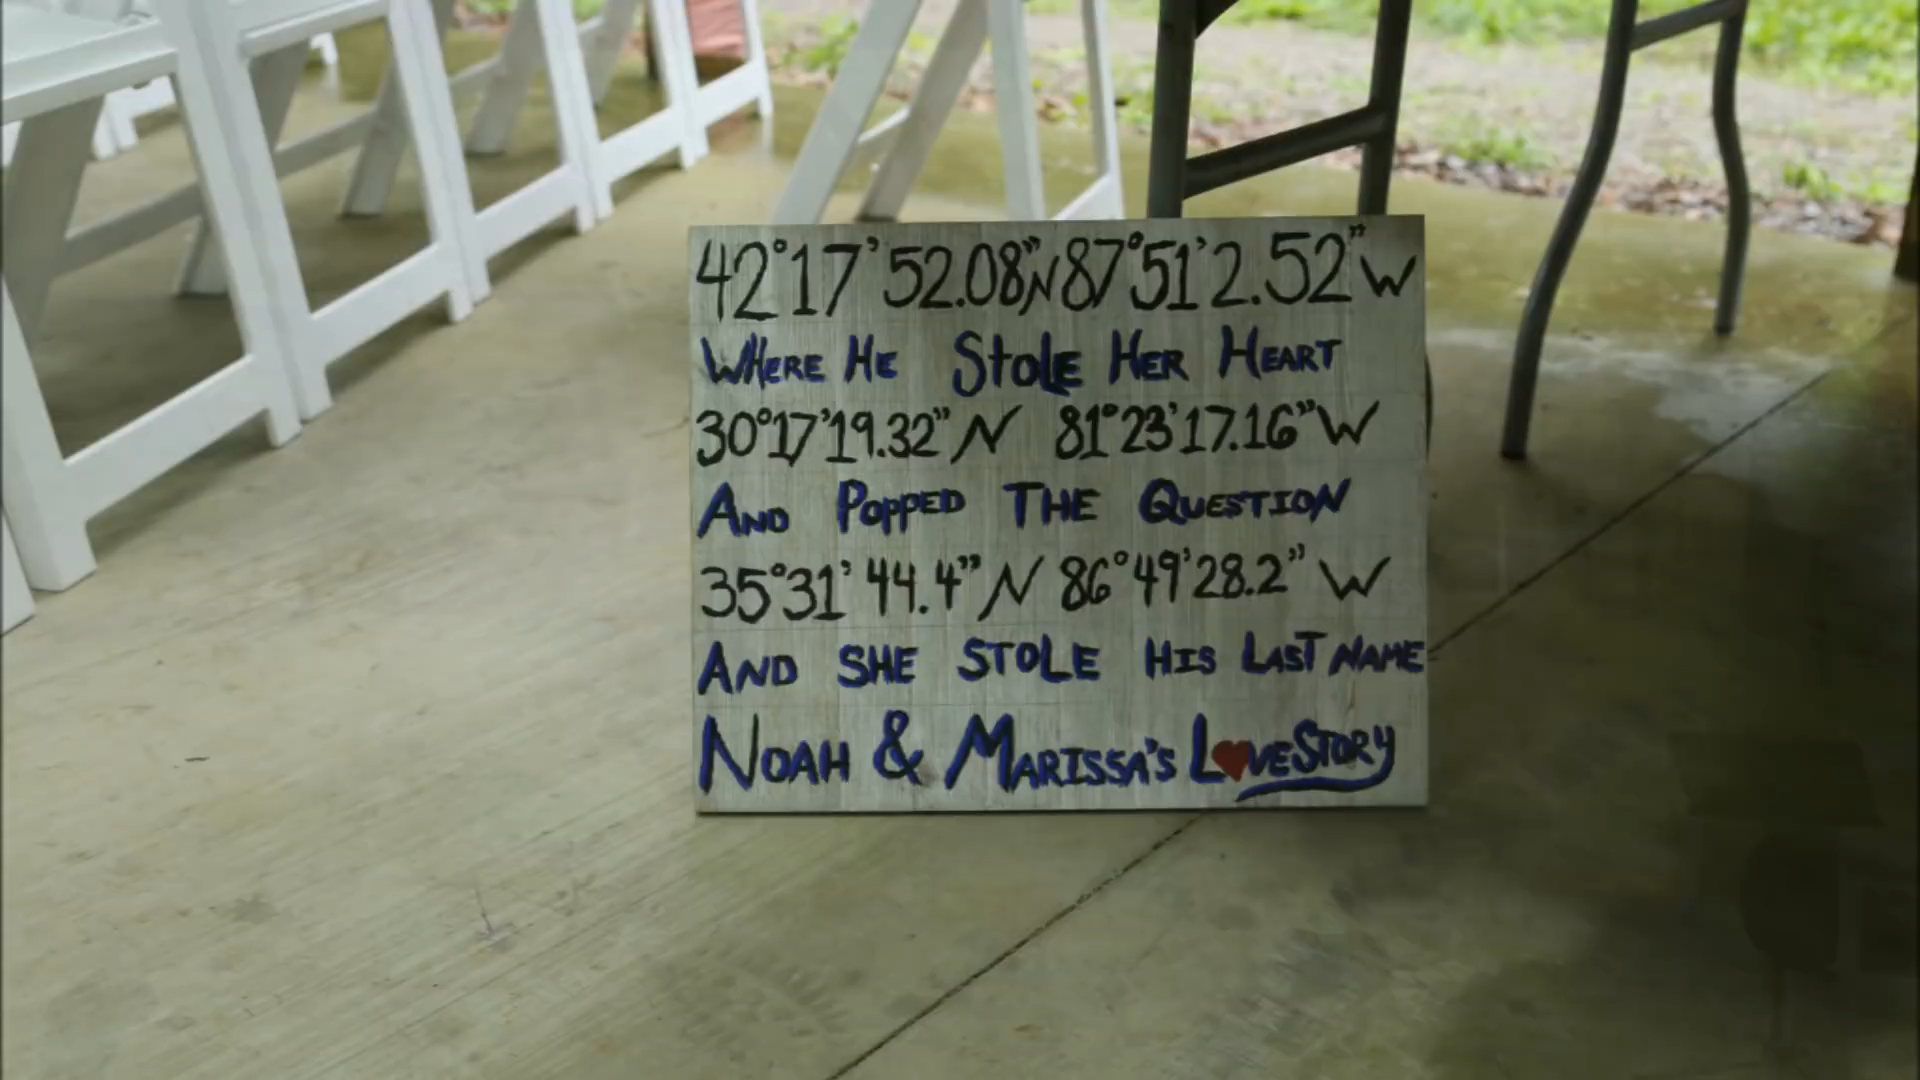 42°17'52.08"N 87°51'2.52"W
WHERE HE STOLE HER HEART
30°17'19.32"N 81°23'17.16"W
AND POPPED THE QUESTION
35°31'44.4"N 86°49'28.2"W
AND SHE STOLE HIS LAST NAME
NOAH & MARISSA'S L♥VE STORY